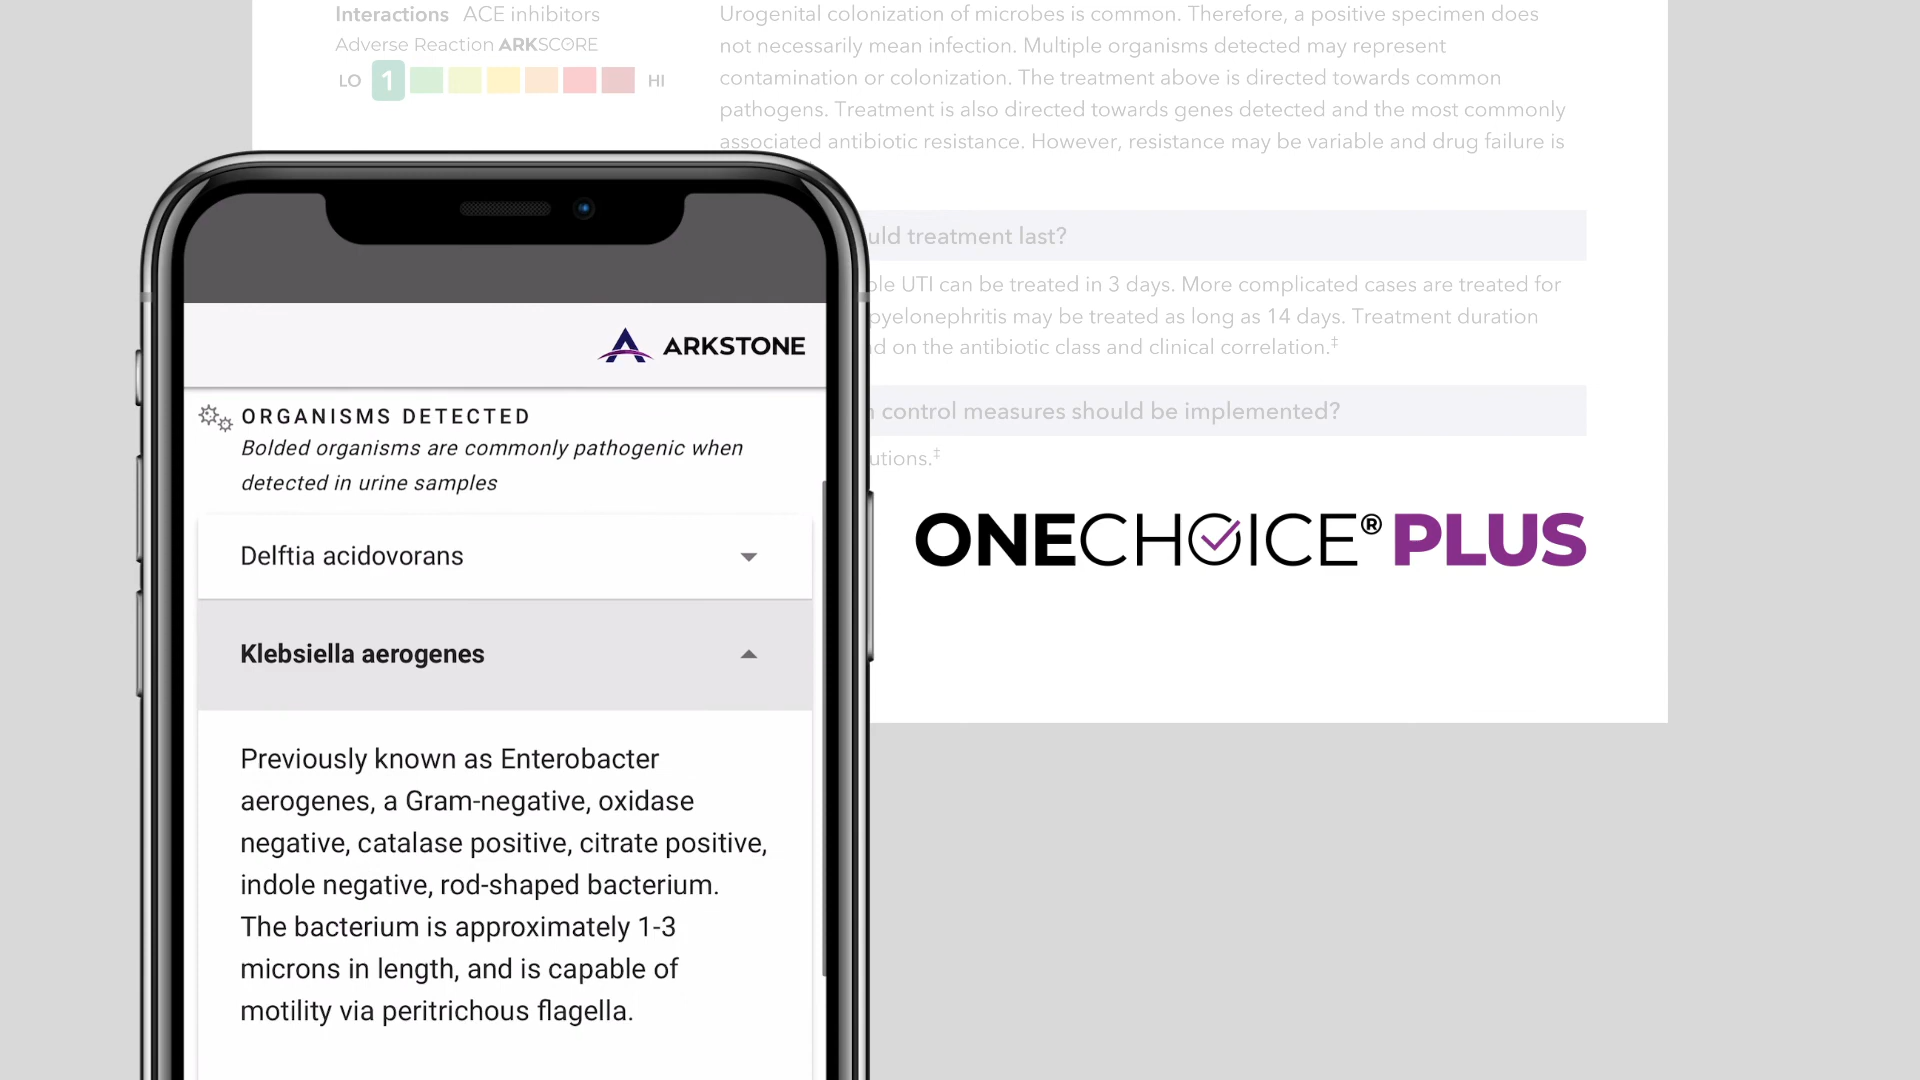 Interactions ACE inhibitors
Adverse Reaction ARKSCORE
LO 1 HI
Urogenital colonization of microbes is common. Therefore, a positive specimen does
not necessarily mean infection. Multiple organisms detected may represent
contamination or colonization. The treatment above is directed towards common
pathogens. Treatment is also directed towards genes detected and the most commonly
associated antibiotic resistance. However, resistance may be variable and drug failure is
uld treatment last?
ple UTI can be treated in 3 days. More complicated cases are treated for
pyelonephritis may be treated as long as 14 days. Treatment duration
d on the antibiotic class and clinical correlation.‡
n control measures should be implemented?
utions.‡
ONECHOICE® PLUS
ARKSTONE
ORGANISMS DETECTED
Bolded organisms are commonly pathogenic when
detected in urine samples
Delftia acidovorans
Klebsiella aerogenes
Previously known as Enterobacter
aerogenes, a Gram-negative, oxidase
negative, catalase positive, citrate positive,
indole negative, rod-shaped bacterium.
The bacterium is approximately 1-3
microns in length, and is capable of
motility via peritrichous flagella.